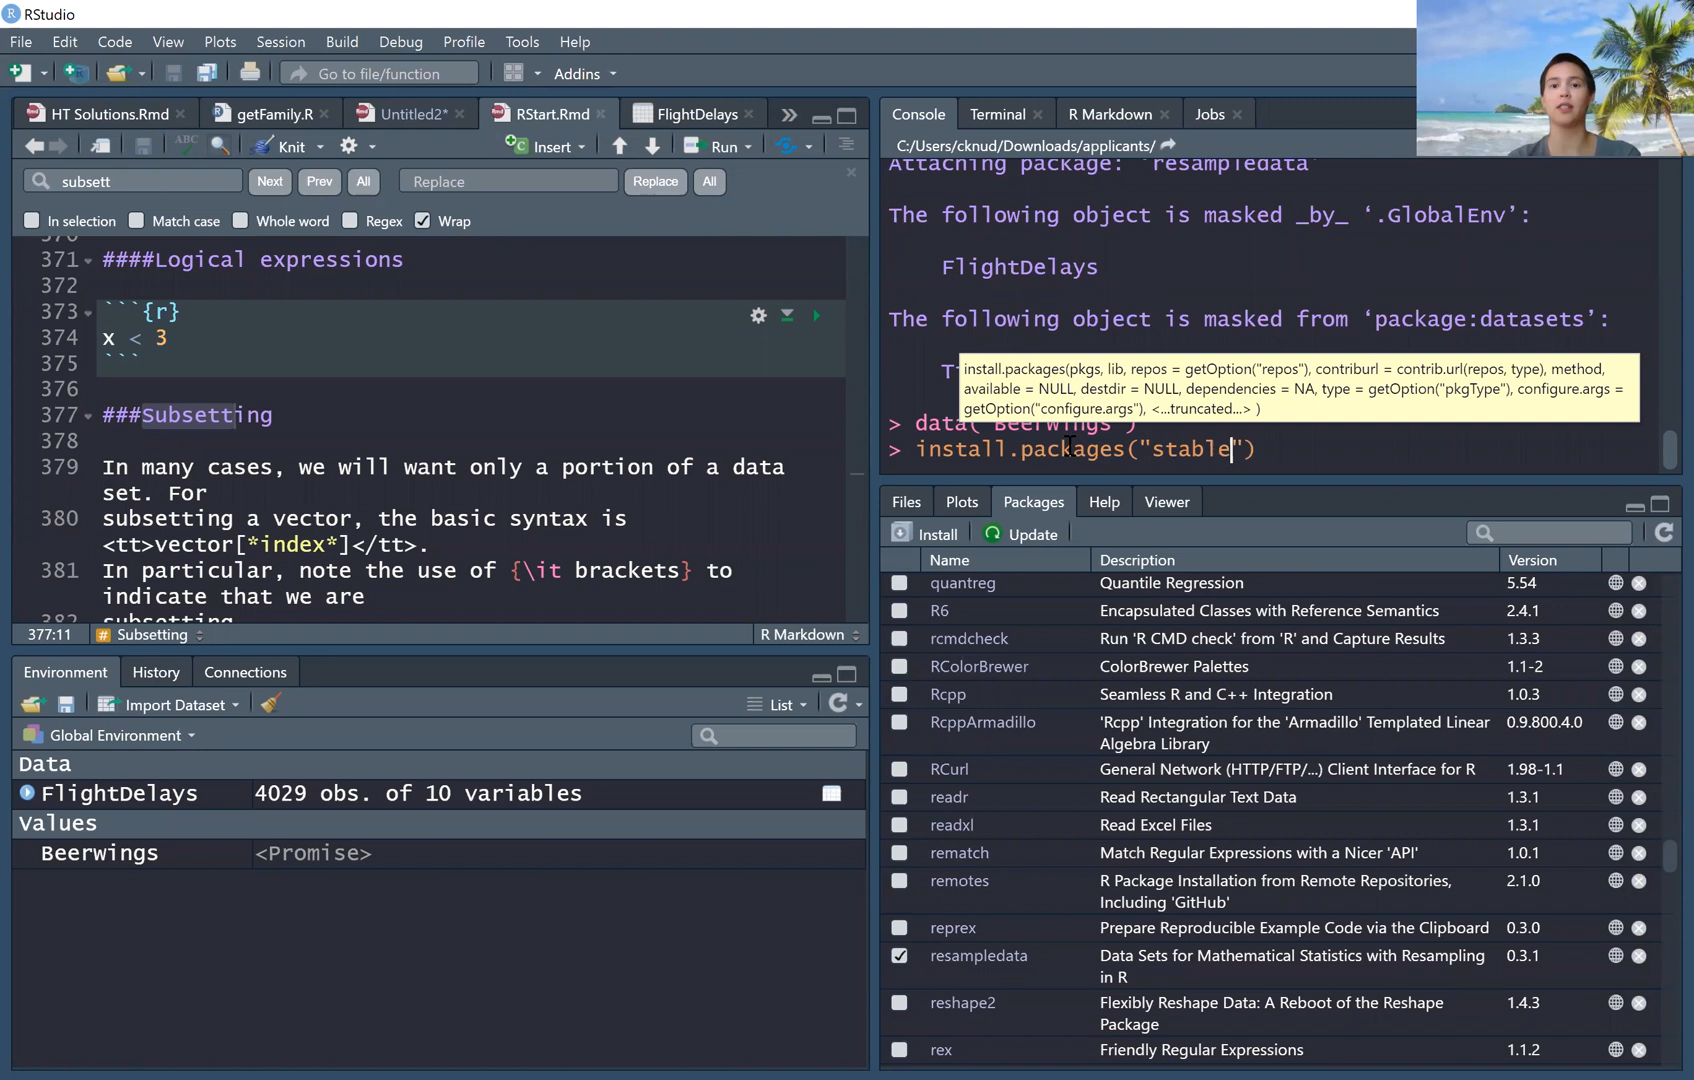 RStudio
File Edit Code View Plots Session Build Debug Profile Tools Help
Go to file/function Addins
HT Solutions.Rmd getFamily.R Untitled2* RStart.Rmd FlightDelays
ABC Knit Insert Run
subsett Next Prev All Replace Replace All
In selection Match case Whole word Regex Wrap
371 ####Logical expressions
372
373 ```{r}
374 x < 3
375 ```
376
377 ###Subsetting
378
379 In many cases, we will want only a portion of a data
set. For
380 subsetting a vector, the basic syntax is
<tt>vector[*index*]</tt>.
381 In particular, note the use of {\it brackets} to
indicate that we are
382 subsetting
377:11 Subsetting R Markdown
Environment History Connections
Import Dataset List
Global Environment
Data
FlightDelays 4029 obs. of 10 variables
Values
Beerwings <Promise>
Console Terminal R Markdown Jobs
C:/Users/cknud/Downloads/applicants/
Attaching package: ‘resampledata’
The following object is masked _by_ ‘.GlobalEnv’:
FlightDelays
The following object is masked from ‘package:datasets’:
install.packages(pkgs, lib, repos = getOption("repos"), contriburl = contrib.url(repos, type), method,
available = NULL, destdir = NULL, dependencies = NA, type = getOption("pkgType"), configure.args =
getOption("configure.args"), <...truncated...> )
> data("Beerwings")
> install.packages("stable")
Files Plots Packages Help Viewer
Install Update
Name Description Version
quantreg Quantile Regression 5.54
R6 Encapsulated Classes with Reference Semantics 2.4.1
rcmdcheck Run 'R CMD check' from 'R' and Capture Results 1.3.3
RColorBrewer ColorBrewer Palettes 1.1-2
Rcpp Seamless R and C++ Integration 1.0.3
RcppArmadillo 'Rcpp' Integration for the 'Armadillo' Templated Linear 0.9.800.4.0
Algebra Library
RCurl General Network (HTTP/FTP/...) Client Interface for R 1.98-1.1
readr Read Rectangular Text Data 1.3.1
readxl Read Excel Files 1.3.1
rematch Match Regular Expressions with a Nicer 'API' 1.0.1
remotes R Package Installation from Remote Repositories, 2.1.0
Including 'GitHub'
reprex Prepare Reproducible Example Code via the Clipboard 0.3.0
resampledata Data Sets for Mathematical Statistics with Resampling 0.3.1
in R
reshape2 Flexibly Reshape Data: A Reboot of the Reshape 1.4.3
Package
rex Friendly Regular Expressions 1.1.2